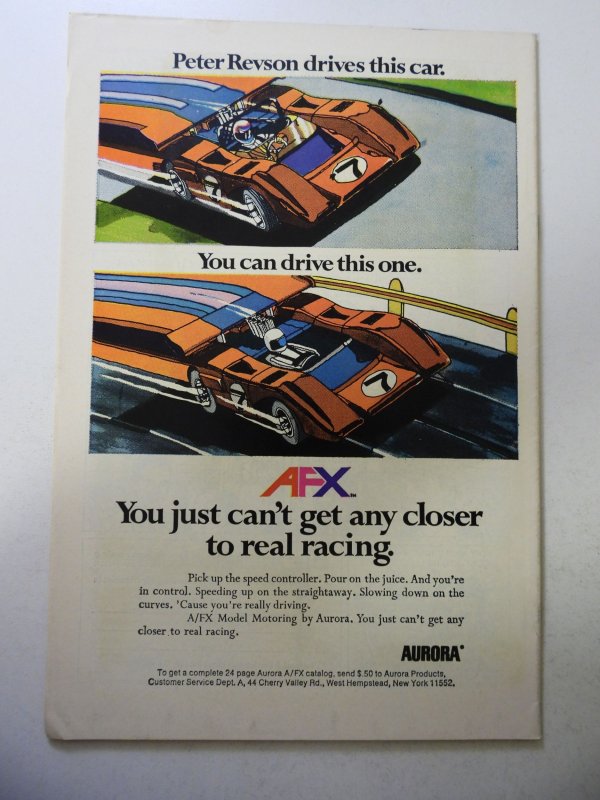 Peter Revson drives this car.
7
7
You can drive this one.
7
7
AFX™
You just can't get any closer
to real racing.
Pick up the speed controller. Pour on the juice. And you're
in control. Speeding up on the straightaway. Slowing down on the
curves. 'Cause you're really driving.
A/FX Model Motoring by Aurora. You just can't get any
closer to real racing.
AURORA®
To get a complete 24 page Aurora A/FX catalog, send $.50 to Aurora Products,
Customer Service Dept. A, 44 Cherry Valley Rd., West Hempstead, New York 11552.